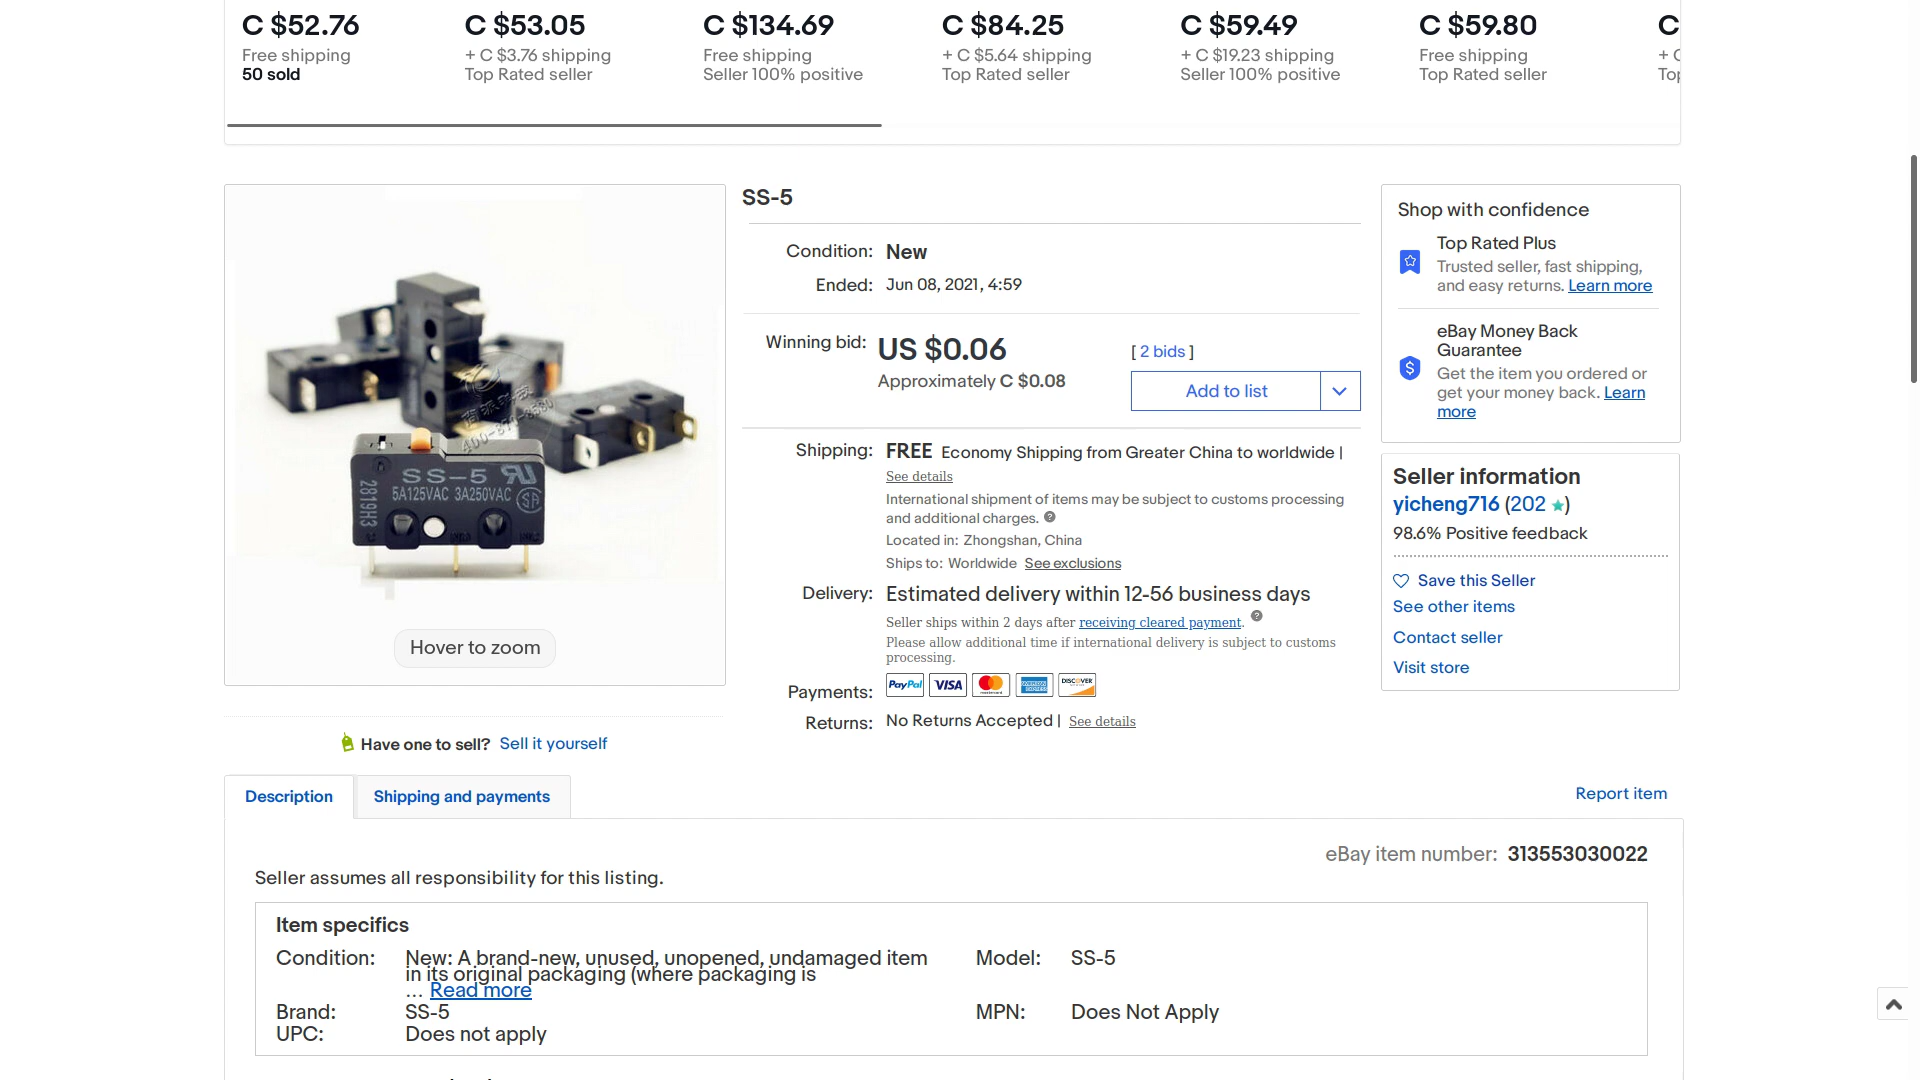 C $52.76
Free shipping
50 sold
C $53.05
+ C $3.76 shipping
Top Rated seller
C $134.69
Free shipping
Seller 100% positive
C $84.25
+ C $5.64 shipping
Top Rated seller
C $59.49
+ C $19.23 shipping
Seller 100% positive
C $59.80
Free shipping
Top Rated seller
C
+ C
SS-5
5A125VAC 3A250VAC
2819H3
Hover to zoom
Have one to sell? Sell it yourself
SS-5
Condition: New
Ended: Jun 08, 2021, 4:59
Winning bid: US $0.06
Approximately C $0.08
[ 2 bids ]
Add to list
Shipping: FREE Economy Shipping from Greater China to worldwide |
See details
International shipment of items may be subject to customs processing
and additional charges.
Located in: Zhongshan, China
Ships to: Worldwide See exclusions
Delivery: Estimated delivery within 12-56 business days
Seller ships within 2 days after receiving cleared payment.
Please allow additional time if international delivery is subject to customs
processing.
Payments: PayPal VISA mastercard AMERICAN EXPRESS DISCOVER
Returns: No Returns Accepted | See details
Shop with confidence
Top Rated Plus
Trusted seller, fast shipping,
and easy returns. Learn more
eBay Money Back
Guarantee
Get the item you ordered or
get your money back. Learn
more
Seller information
yicheng716 (202 )
98.6% Positive feedback
Save this Seller
See other items
Contact seller
Visit store
Description
Shipping and payments
Report item
eBay item number: 313553030022
Seller assumes all responsibility for this listing.
Item specifics
Condition: New: A brand-new, unused, unopened, undamaged item
in its original packaging (where packaging is
... Read more
Model: SS-5
Brand: SS-5
MPN: Does Not Apply
UPC: Does not apply